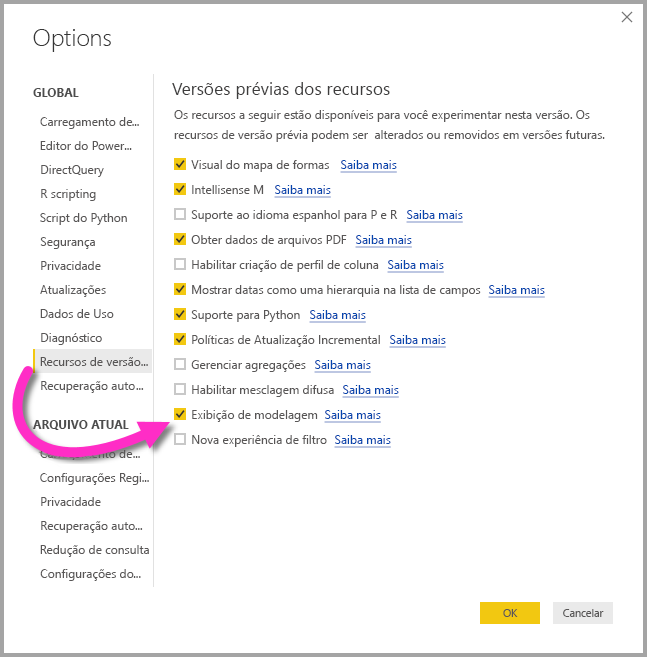 Options
GLOBAL
Carregamento de...
Editor do Power...
DirectQuery
R scripting
Script do Python
Segurança
Privacidade
Atualizações
Dados de Uso
Diagnóstico
Recursos de versão...
Recuperação auto...
ARQUIVO ATUAL
de...
Configurações Regi...
Privacidade
Recuperação auto...
Redução de consulta
Configurações do...
Versões prévias dos recursos
Os recursos a seguir estão disponíveis para você experimentar nesta versão. Os
recursos de versão prévia podem ser alterados ou removidos em versões futuras.
Visual do mapa de formas Saiba mais
Intellisense M Saiba mais
Suporte ao idioma espanhol para P e R Saiba mais
Obter dados de arquivos PDF Saiba mais
Habilitar criação de perfil de coluna Saiba mais
Mostrar datas como uma hierarquia na lista de campos Saiba mais
Suporte para Python Saiba mais
Políticas de Atualização Incremental Saiba mais
Gerenciar agregações Saiba mais
Habilitar mesclagem difusa Saiba mais
Exibição de modelagem Saiba mais
Nova experiência de filtro Saiba mais
OK
Cancelar